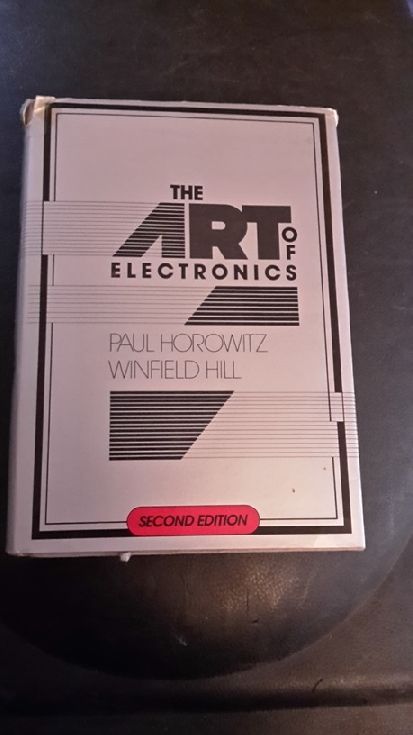 THE
ART
OF
ELECTRONICS
PAUL HOROWITZ
WINFIELD HILL
SECOND EDITION